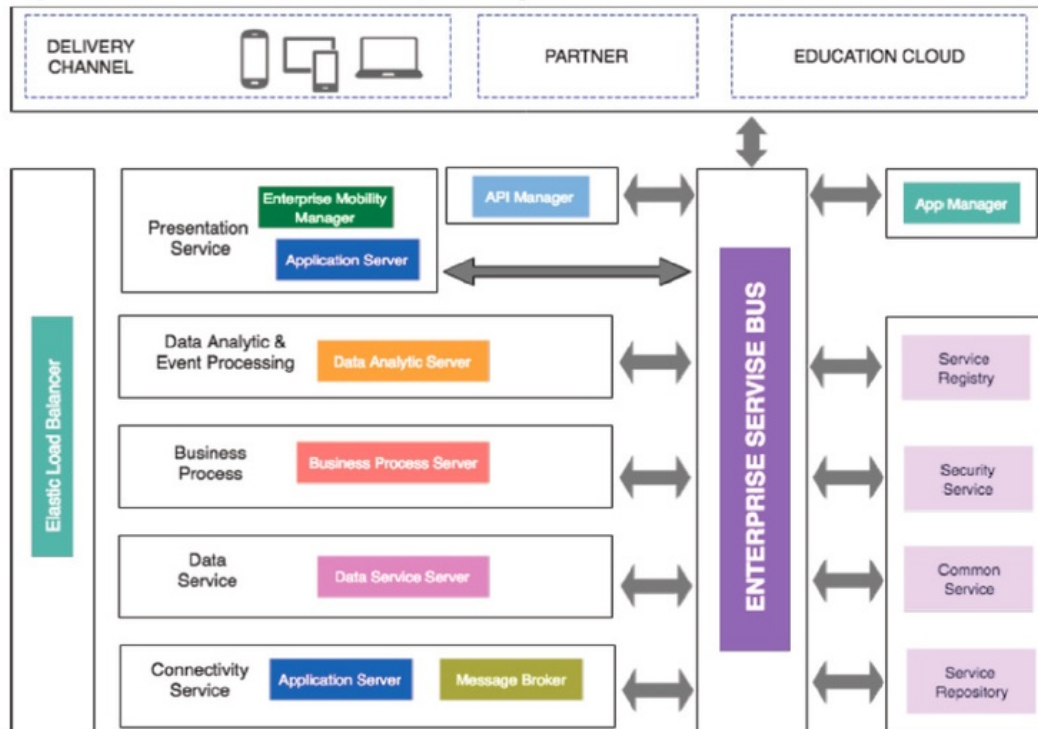 DELIVERY
CHANNEL
PARTNER
EDUCATION CLOUD
Elastic Load Balancer
Presentation
Service
Enterprise Mobility
Manager
Application Server
API Manager
App Manager
Data Analytic &
Event Processing
Data Analytic Server
Business
Process
Business Process Server
Data
Service
Data Service Server
Connectivity
Service
Application Server
Message Broker
ENTERPRISE SERVISE BUS
Service
Registry
Security
Service
Common
Service
Service
Repository